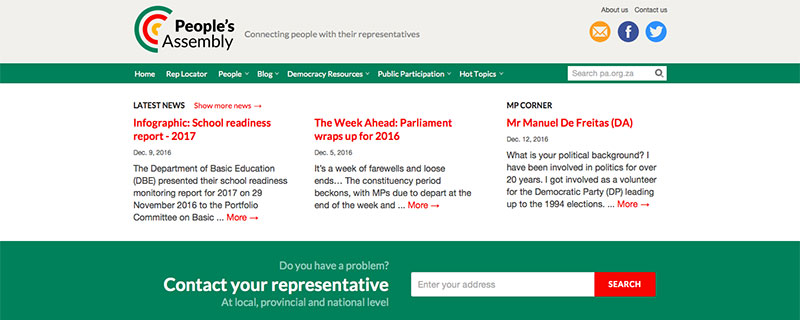 About us Contact us
People's
Assembly
Connecting people with their representatives
Home Rep Locator People Blog Democracy Resources Public Participation Hot Topics
Search pa.org.za
LATEST NEWS Show more news →
Infographic: School readiness
report - 2017
Dec. 9, 2016
The Department of Basic Education
(DBE) presented their school readiness
monitoring report for 2017 on 29
November 2016 to the Portfolio
Committee on Basic ... More →
The Week Ahead: Parliament
wraps up for 2016
Dec. 5, 2016
It's a week of farewells and loose
ends... The constituency period
beckons, with MPs due to depart at the
end of the week and ... More →
MP CORNER
Mr Manuel De Freitas (DA)
Dec. 12, 2016
What is your political background? I
have been involved in politics for over
20 years. I got involved as a volunteer
for the Democratic Party (DP) leading
up to the 1994 elections. ... More →
Do you have a problem?
Contact your representative
At local, provincial and national level
Enter your address
SEARCH